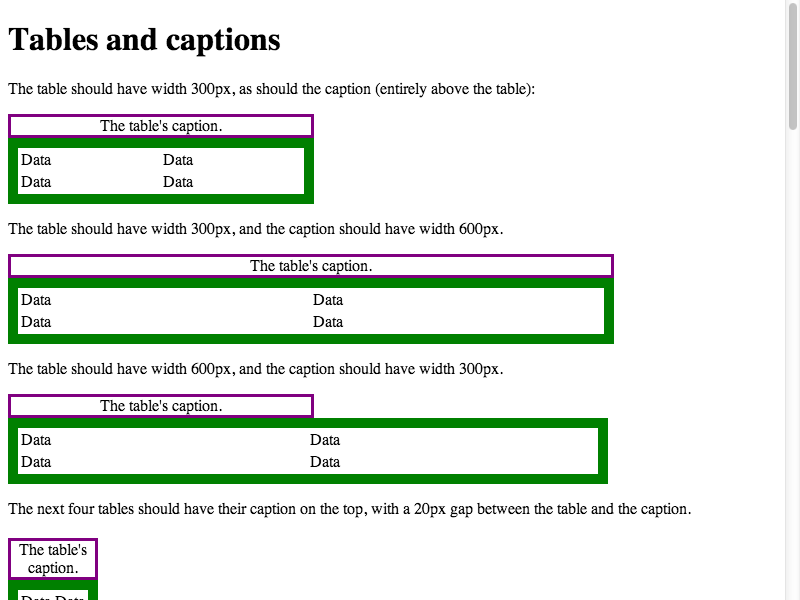 Tables and captions
The table should have width 300px, as should the caption (entirely above the table):
The table's caption.
Data Data
Data Data
The table should have width 300px, and the caption should have width 600px.
The table's caption.
Data Data
Data Data
The table should have width 600px, and the caption should have width 300px.
The table's caption.
Data Data
Data Data
The next four tables should have their caption on the top, with a 20px gap between the table and the caption.
The table's
caption.
Data Data